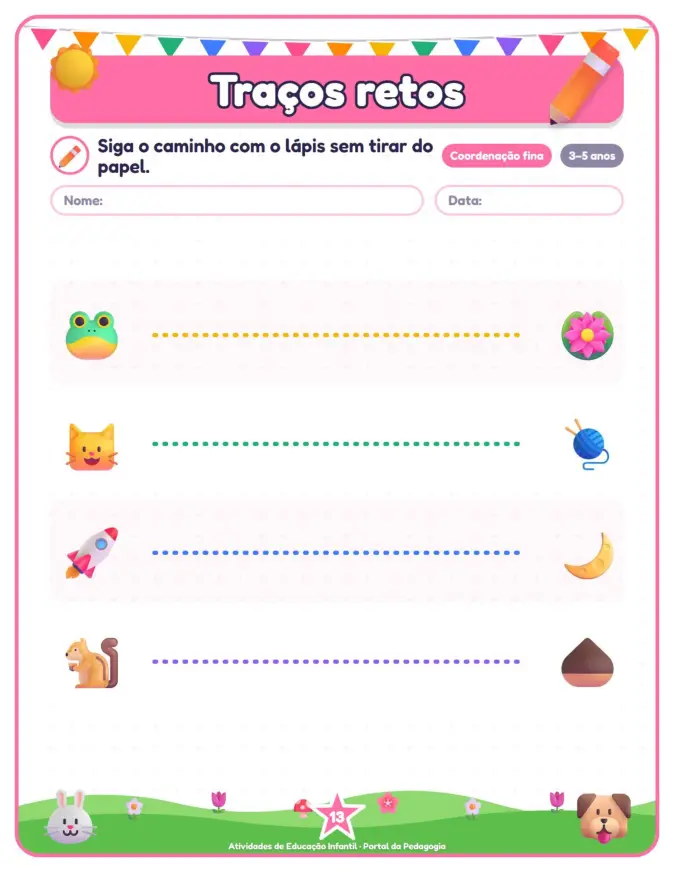 Traços retos
Siga o caminho com o lápis sem tirar do
papel.
Coordenação fina
3–5 anos
Nome:
Data:
13
Atividades de Educação Infantil · Portal da Pedagogia